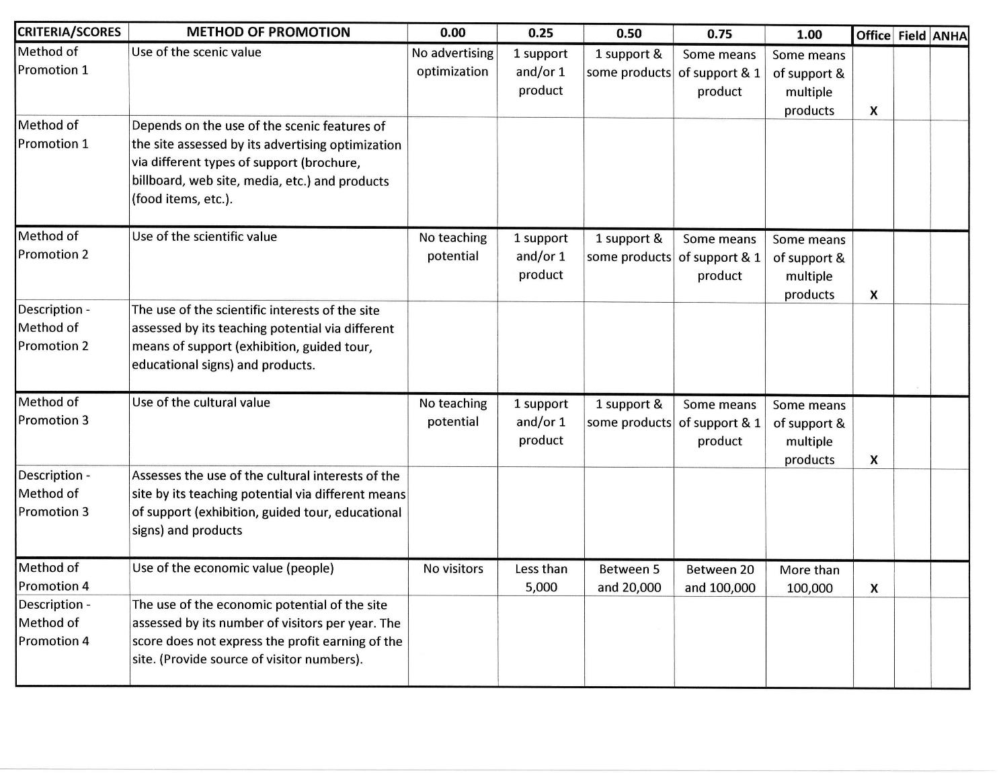 CRITERIA/SCORES METHOD OF PROMOTION 0.00 0.25 0.50 0.75 1.00 Office Field ANHA
Method of Use of the scenic value No advertising 1 support 1 support & Some means Some means
Promotion 1 optimization and/or 1 some products of support & 1 of support &
product product multiple
products X
Method of Depends on the use of the scenic features of
Promotion 1 the site assessed by its advertising optimization
via different types of support (brochure,
billboard, web site, media, etc.) and products
(food items, etc.).
Method of Use of the scientific value No teaching 1 support 1 support & Some means Some means
Promotion 2 potential and/or 1 some products of support & 1 of support &
product product multiple
products X
Description - The use of the scientific interests of the site
Method of assessed by its teaching potential via different
Promotion 2 means of support (exhibition, guided tour,
educational signs) and products.
Method of Use of the cultural value No teaching 1 support 1 support & Some means Some means
Promotion 3 potential and/or 1 some products of support & 1 of support &
product product multiple
products X
Description - Assesses the use of the cultural interests of the
Method of site by its teaching potential via different means
Promotion 3 of support (exhibition, guided tour, educational
signs) and products
Method of Use of the economic value (people) No visitors Less than Between 5 Between 20 More than
Promotion 4 5,000 and 20,000 and 100,000 100,000 X
Description - The use of the economic potential of the site
Method of assessed by its number of visitors per year. The
Promotion 4 score does not express the profit earning of the
site. (Provide source of visitor numbers).